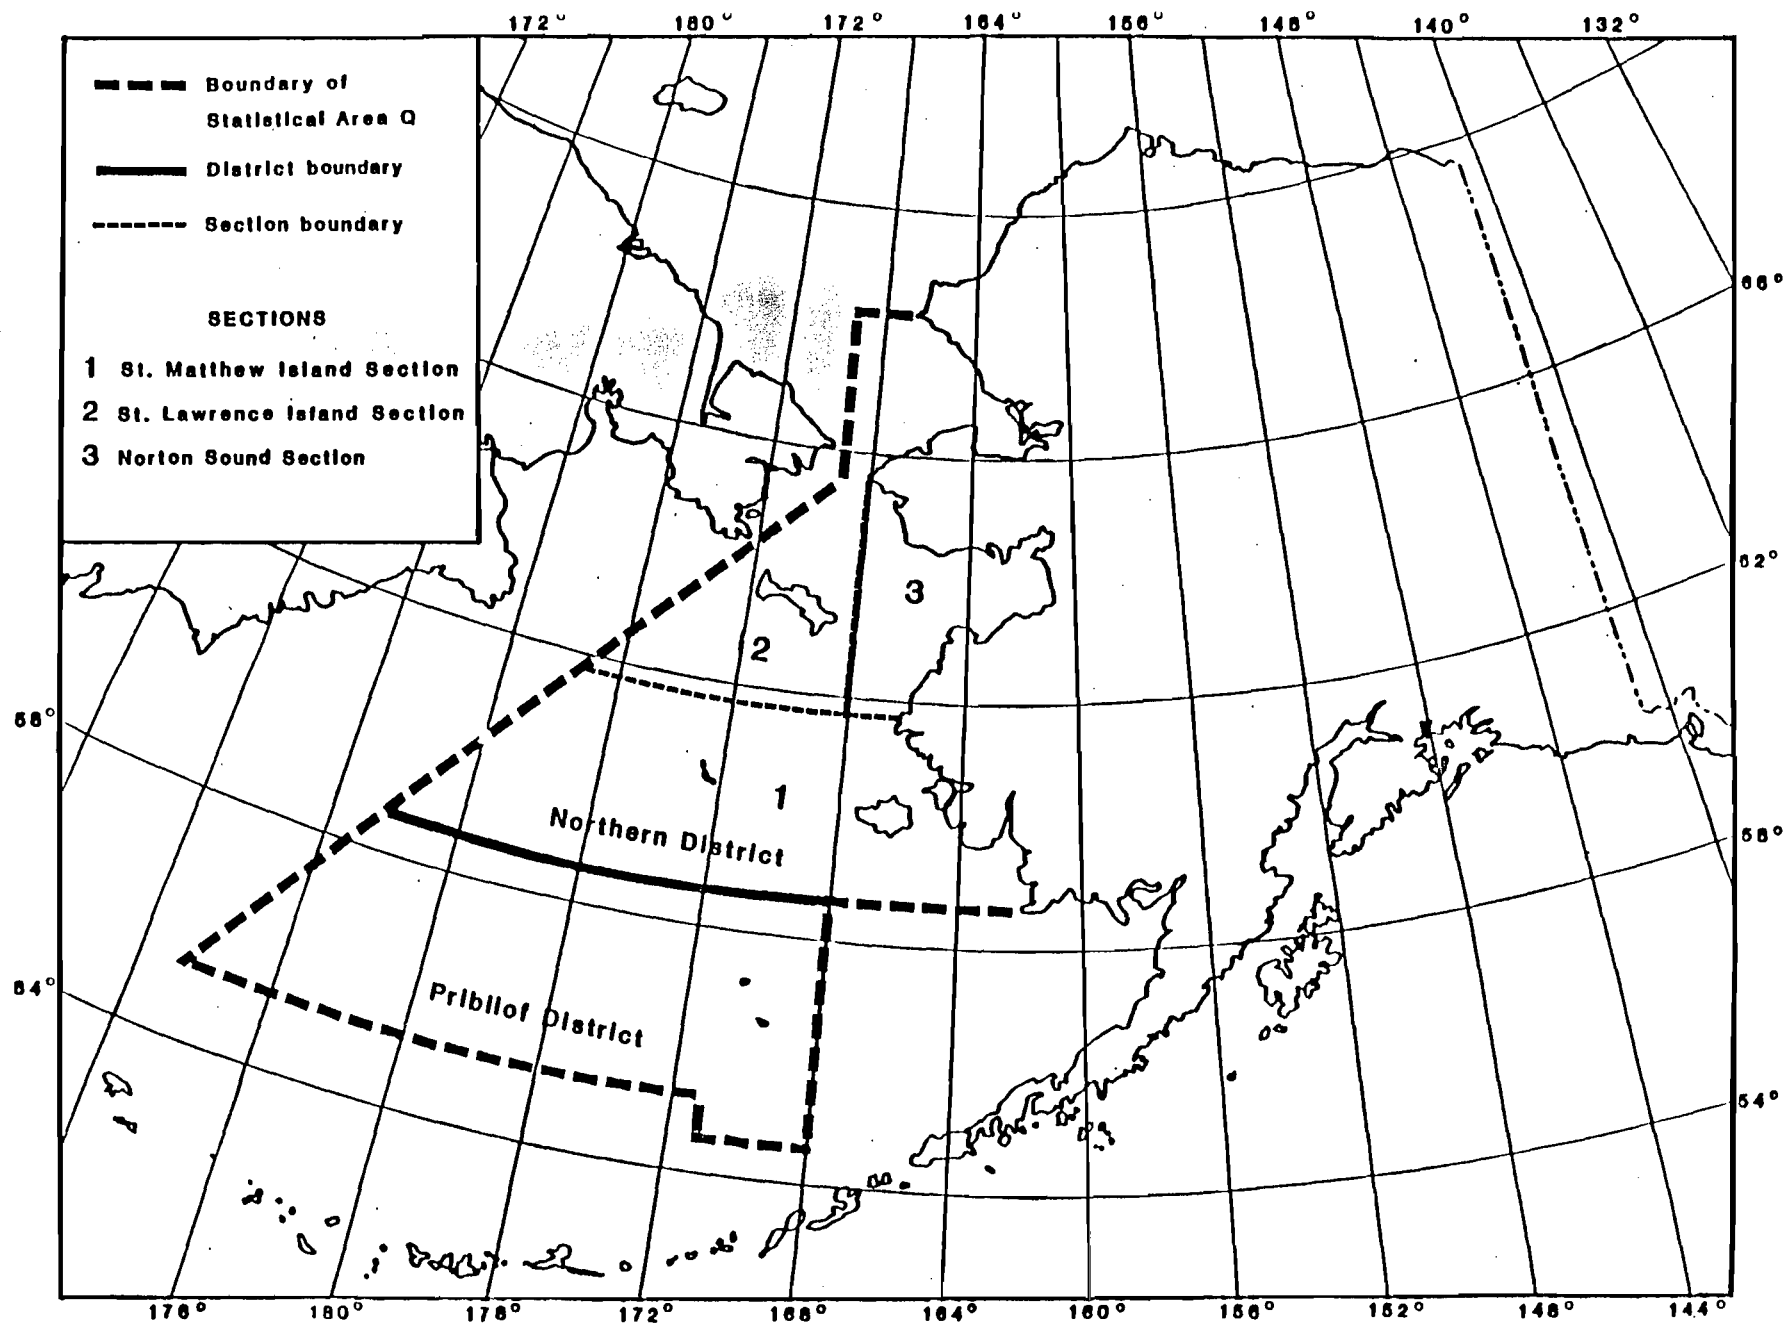 172° 180° 172° 164° 156° 148° 140° 132°
Boundary of
Statistical Area Q
District boundary
Section boundary
SECTIONS
1 St. Matthew Island Section
2 St. Lawrence Island Section
3 Norton Sound Section
66°
62°
3
2
58°
1
Northern District
58°
54°
Pribilof District
54°
176° 180° 176° 172° 168° 164° 160° 156° 152° 148° 144°